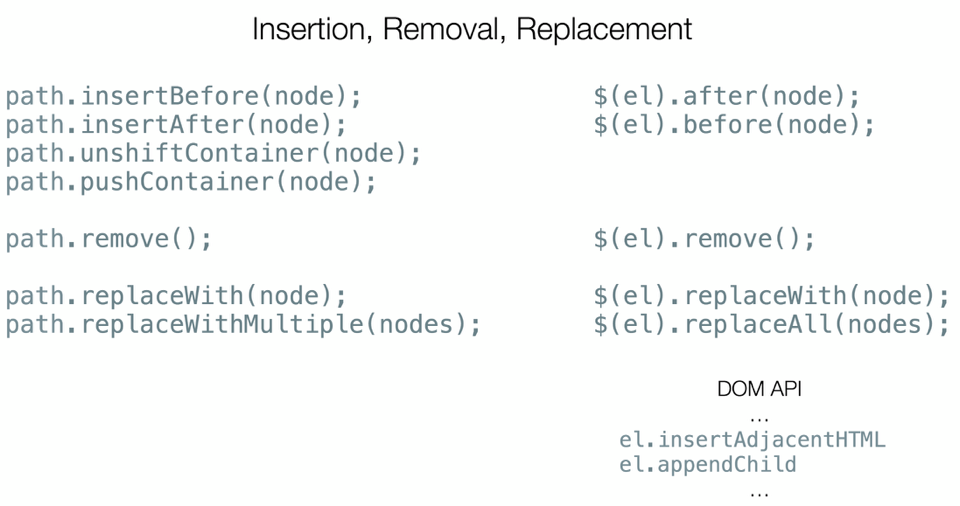 Insertion, Removal, Replacement
path.insertBefore(node);
$(el).after(node);
path.insertAfter(node);
$(el).before(node);
path.unshiftContainer(node);
path.pushContainer(node);
path.remove();
$(el).remove();
path.replaceWith(node);
$(el).replaceWith(node);
path.replaceWithMultiple(nodes);
$(el).replaceAll(nodes);
DOM API
...
el.insertAdjacentHTML
el.appendChild
...